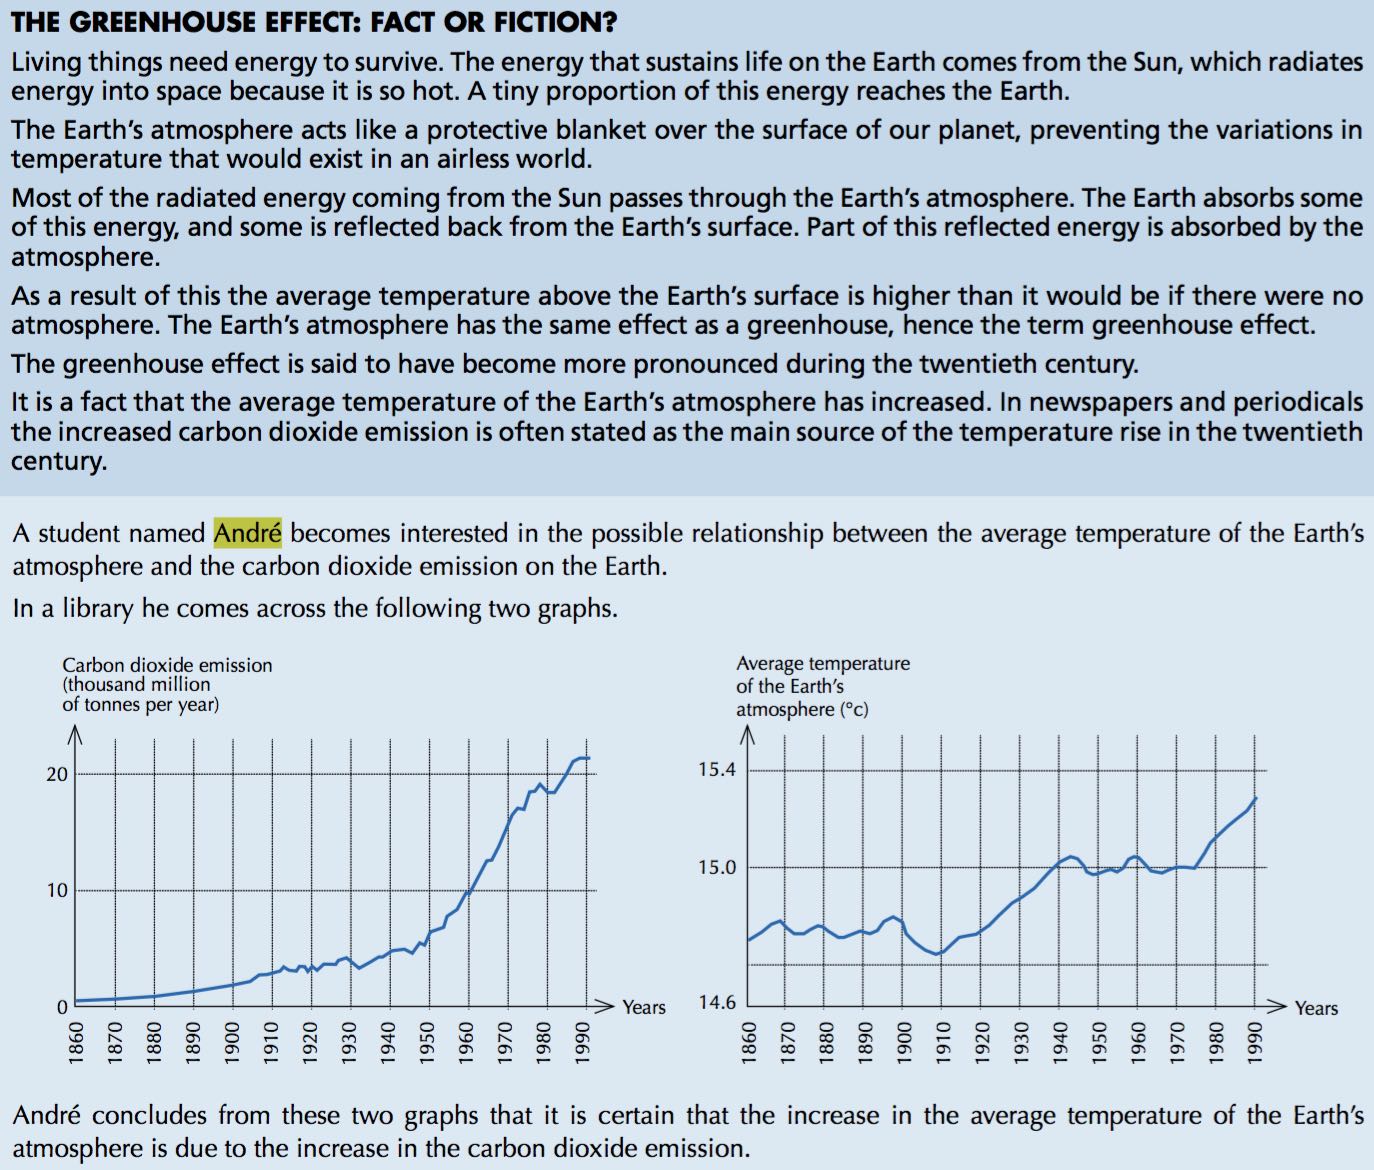 THE GREENHOUSE EFFECT: FACT OR FICTION?
Living things need energy to survive. The energy that sustains life on the Earth comes from the Sun, which radiates
energy into space because it is so hot. A tiny proportion of this energy reaches the Earth.
The Earth's atmosphere acts like a protective blanket over the surface of our planet, preventing the variations in
temperature that would exist in an airless world.
Most of the radiated energy coming from the Sun passes through the Earth's atmosphere. The Earth absorbs some
of this energy, and some is reflected back from the Earth's surface. Part of this reflected energy is absorbed by the
atmosphere.
As a result of this the average temperature above the Earth's surface is higher than it would be if there were no
atmosphere. The Earth's atmosphere has the same effect as a greenhouse, hence the term greenhouse effect.
The greenhouse effect is said to have become more pronounced during the twentieth century.
It is a fact that the average temperature of the Earth's atmosphere has increased. In newspapers and periodicals
the increased carbon dioxide emission is often stated as the main source of the temperature rise in the twentieth
century.
A student named André becomes interested in the possible relationship between the average temperature of the Earth's
atmosphere and the carbon dioxide emission on the Earth.
In a library he comes across the following two graphs.
Carbon dioxide emission
(thousand million
of tonnes per year)
20
10
0
Years
1860 1870 1880 1890 1900 1910 1920 1930 1940 1950 1960 1970 1980 1990
Average temperature
of the Earth's
atmosphere (°c)
15.4
15.0
14.6
Years
1860 1870 1880 1890 1900 1910 1920 1930 1940 1950 1960 1970 1980 1990
André concludes from these two graphs that it is certain that the increase in the average temperature of the Earth's
atmosphere is due to the increase in the carbon dioxide emission.